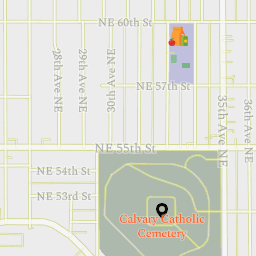 NE 60th St
28th Ave NE
29th Ave NE
30th Ave NE
NE 57th St
35th Ave NE
36th Ave NE
NE 55th St
NE 54th St
NE 53rd St
Calvary Catholic
Cemetery